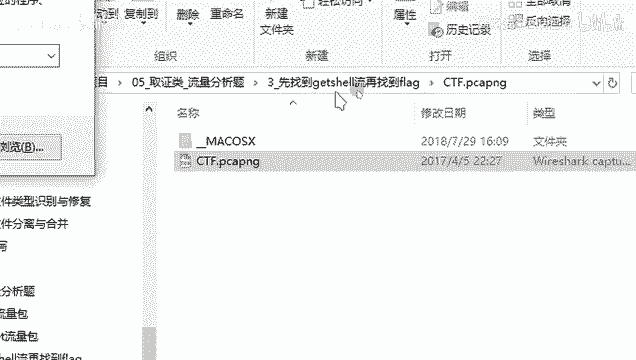 的程序、
动到 复制到 删除 重命名 新建 文件夹 轻松访问 属性 编辑 历史记录 全部取消 反向选择
组织 新建 打开 选择
05_取证类_流量分析题 3_先找到getshell流再找到flag CTF.pcapng
名称 修改日期 类型
__MACOSX 2018/7/29 16:09 文件夹
浏览(B)...
CTF.pcapng 2017/4/5 22:27 Wireshark captu...
件类型识别与修复
件分离与合并
分析题
流量包
流量包
hell流再找到flag